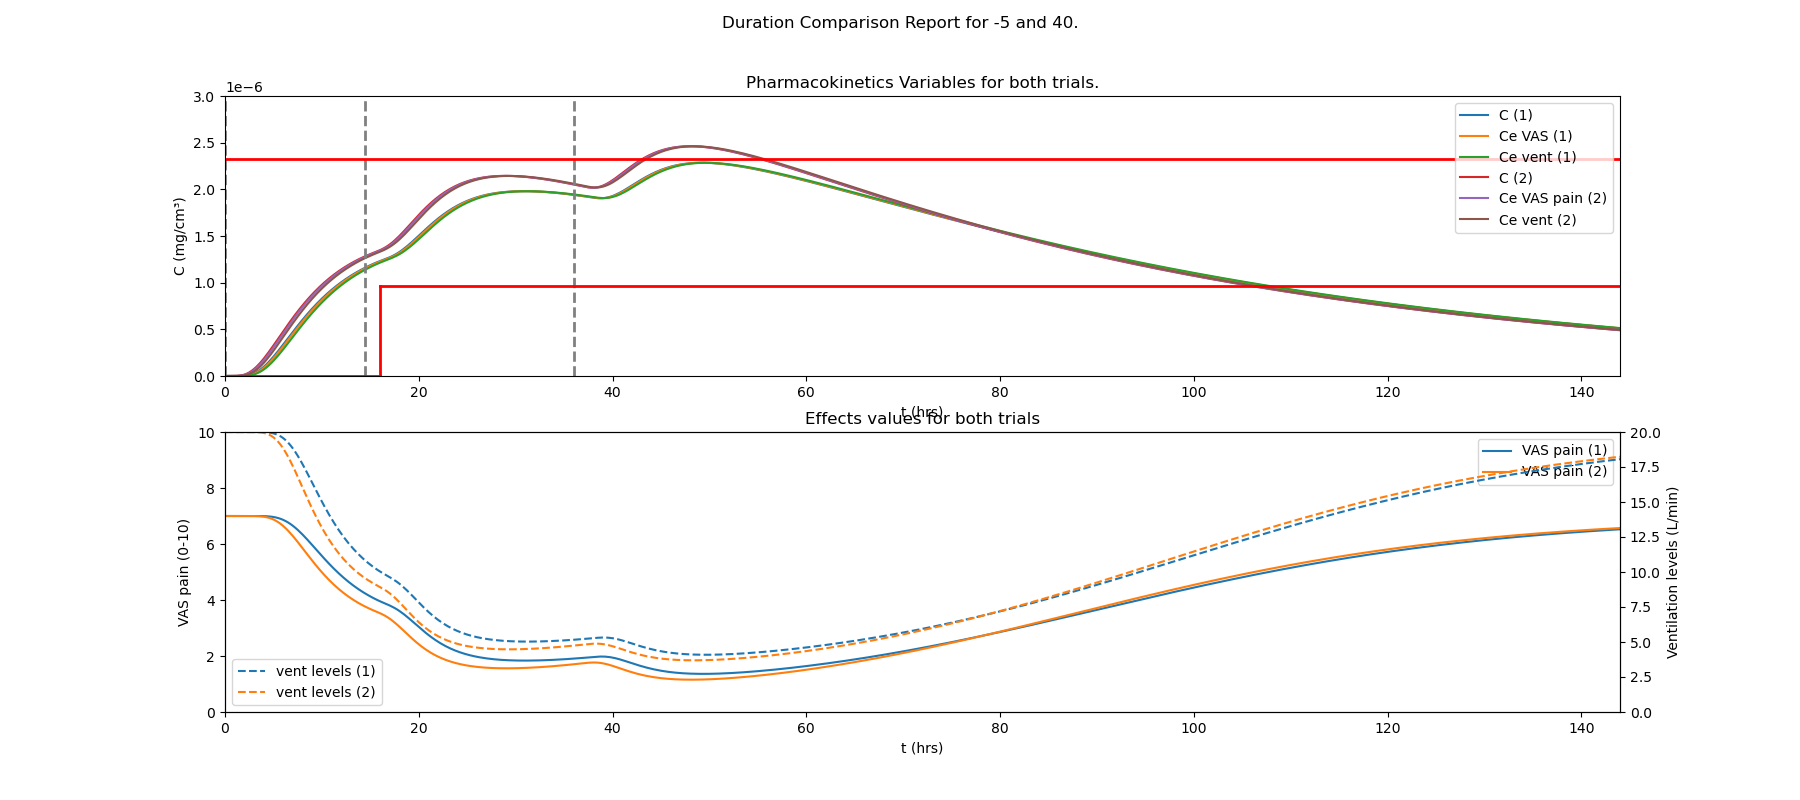 Duration Comparison Report for -5 and 40.
Pharmacokinetics Variables for both trials.
1e−6
3.0
2.5
2.0
1.5
1.0
0.5
0.0
C (mg/cm³)
C (1)
Ce VAS (1)
Ce vent (1)
C (2)
Ce VAS pain (2)
Ce vent (2)
0 20 40 60 80 100 120 140
t (hrs)
Effects values for both trials
10
8
6
4
2
0
VAS pain (0-10)
VAS pain (1)
VAS pain (2)
vent levels (1)
vent levels (2)
20.0
17.5
15.0
12.5
10.0
7.5
5.0
2.5
0.0
Ventilation levels (L/min)
0 20 40 60 80 100 120 140
t (hrs)